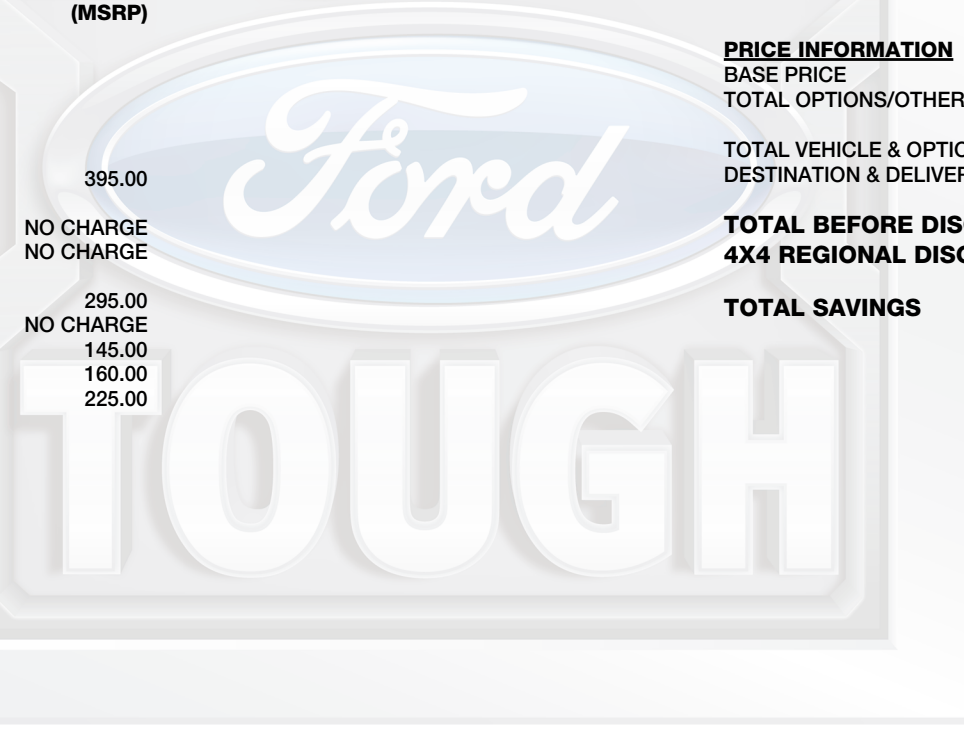 (MSRP)
395.00
NO CHARGE
NO CHARGE
295.00
NO CHARGE
145.00
160.00
225.00
PRICE INFORMATION
BASE PRICE
TOTAL OPTIONS/OTHER
TOTAL VEHICLE & OPTIO
DESTINATION & DELIVER
TOTAL BEFORE DIS
4X4 REGIONAL DISC
TOTAL SAVINGS
Ford
TOUGH